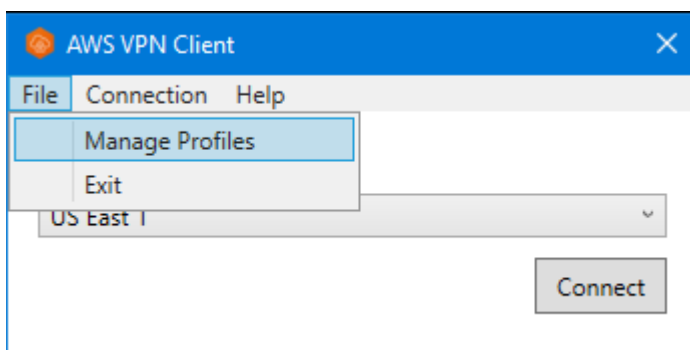 AWS VPN Client
File Connection Help
Manage Profiles
Exit
US East 1
Connect